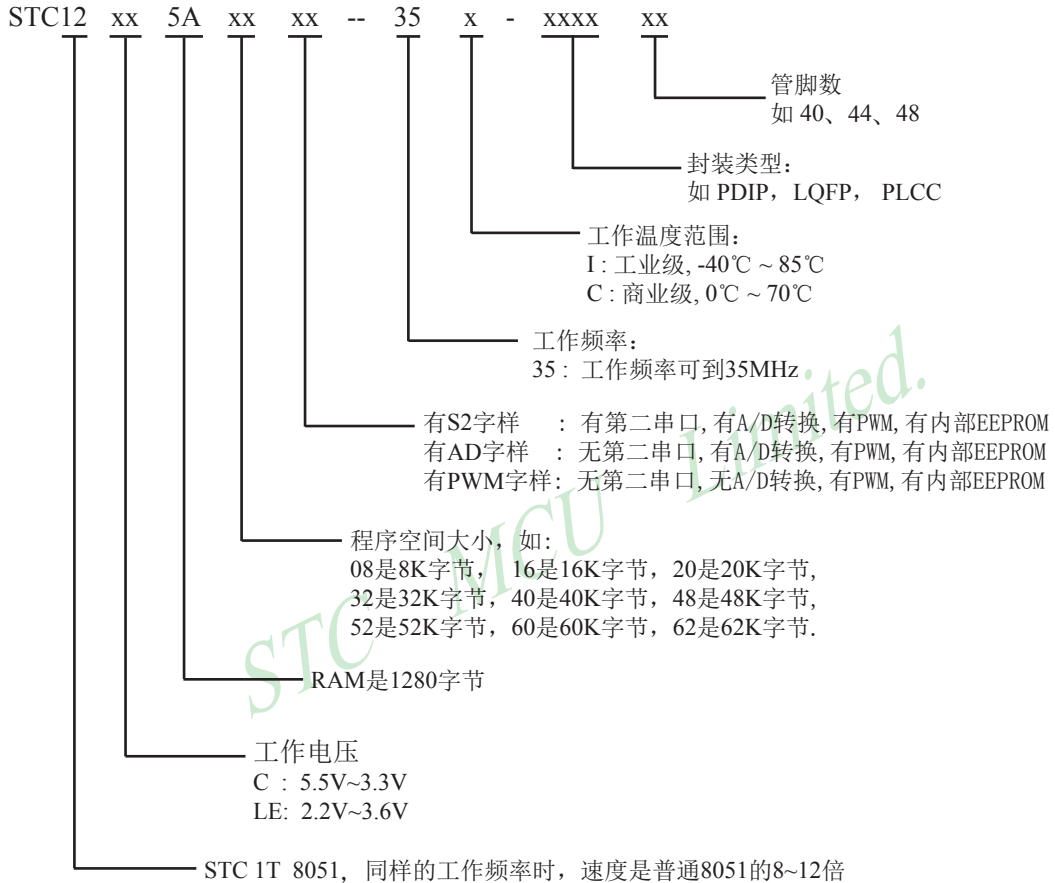 STC12 xx 5A xx xx -- 35 x - xxxx xx
管脚数
如 40、44、48
封装类型:
如 PDIP，LQFP， PLCC
工作温度范围:
I : 工业级, -40℃ ~ 85℃
C : 商业级, 0℃ ~ 70℃
工作频率:
35 : 工作频率可到35MHz
有S2字样 : 有第二串口,有A/D转换,有PWM,有内部EEPROM
有AD字样 : 无第二串口,有A/D转换,有PWM,有内部EEPROM
有PWM字样: 无第二串口,无A/D转换,有PWM,有内部EEPROM
程序空间大小，如:
08是8K字节， 16是16K字节，20是20K字节,
32是32K字节，40是40K字节，48是48K字节,
52是52K字节，60是60K字节，62是62K字节.
RAM是1280字节
工作电压
C : 5.5V~3.3V
LE: 2.2V~3.6V
STC 1T 8051, 同样的工作频率时，速度是普通8051的8~12倍
STC MCU Limited.